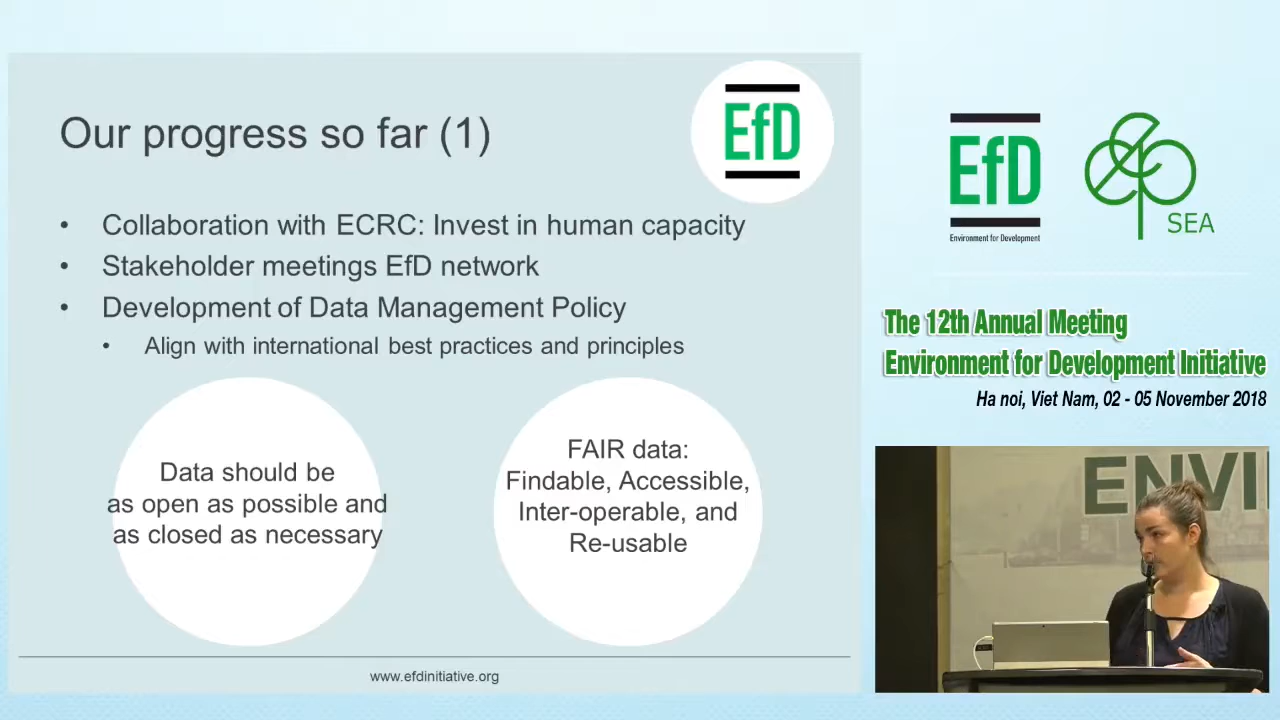 Our progress so far (1)
EfD
• Collaboration with ECRC: Invest in human capacity
• Stakeholder meetings EfD network
• Development of Data Management Policy
• Align with international best practices and principles
Data should be
as open as possible and
as closed as necessary
FAIR data:
Findable, Accessible,
Inter-operable, and
Re-usable
www.efdinitiative.org
EfD
Environment for Development
SEA
The 12th Annual Meeting
Environment for Development Initiative
Ha noi, Viet Nam, 02 - 05 November 2018
ENVI